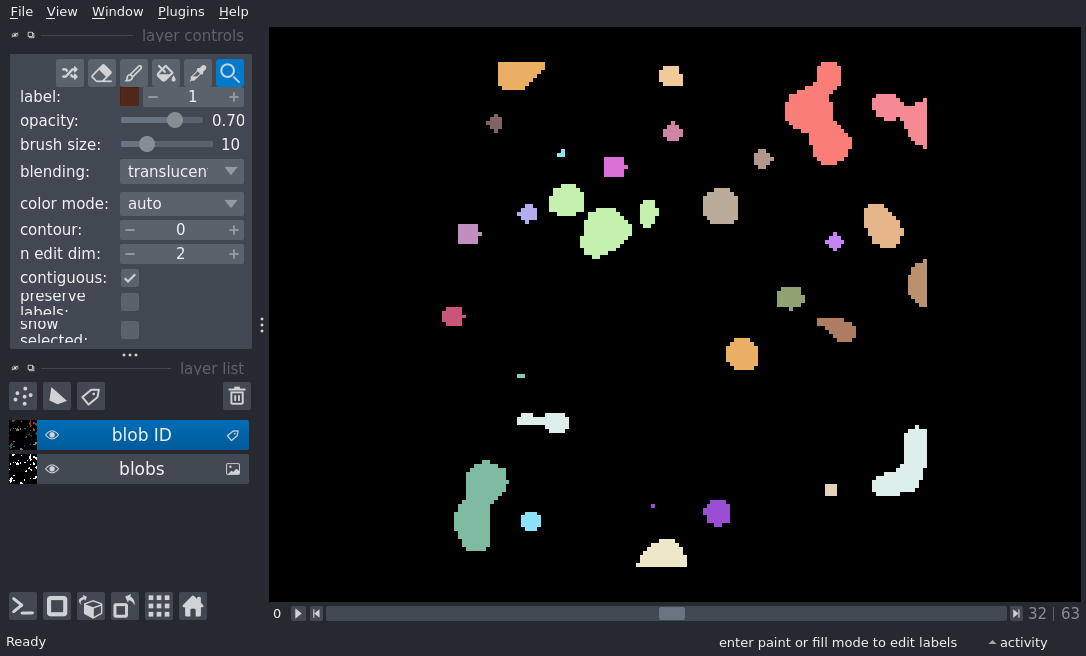 File View Window Plugins Help
layer controls
label: 1
opacity: 0.70
brush size: 10
blending: translucen
color mode: auto
contour: 0
n edit dim: 2
contiguous:
preserve
labels:
show
selected:
layer list
blob ID
blobs
0 32 | 63
Ready enter paint or fill mode to edit labels activity